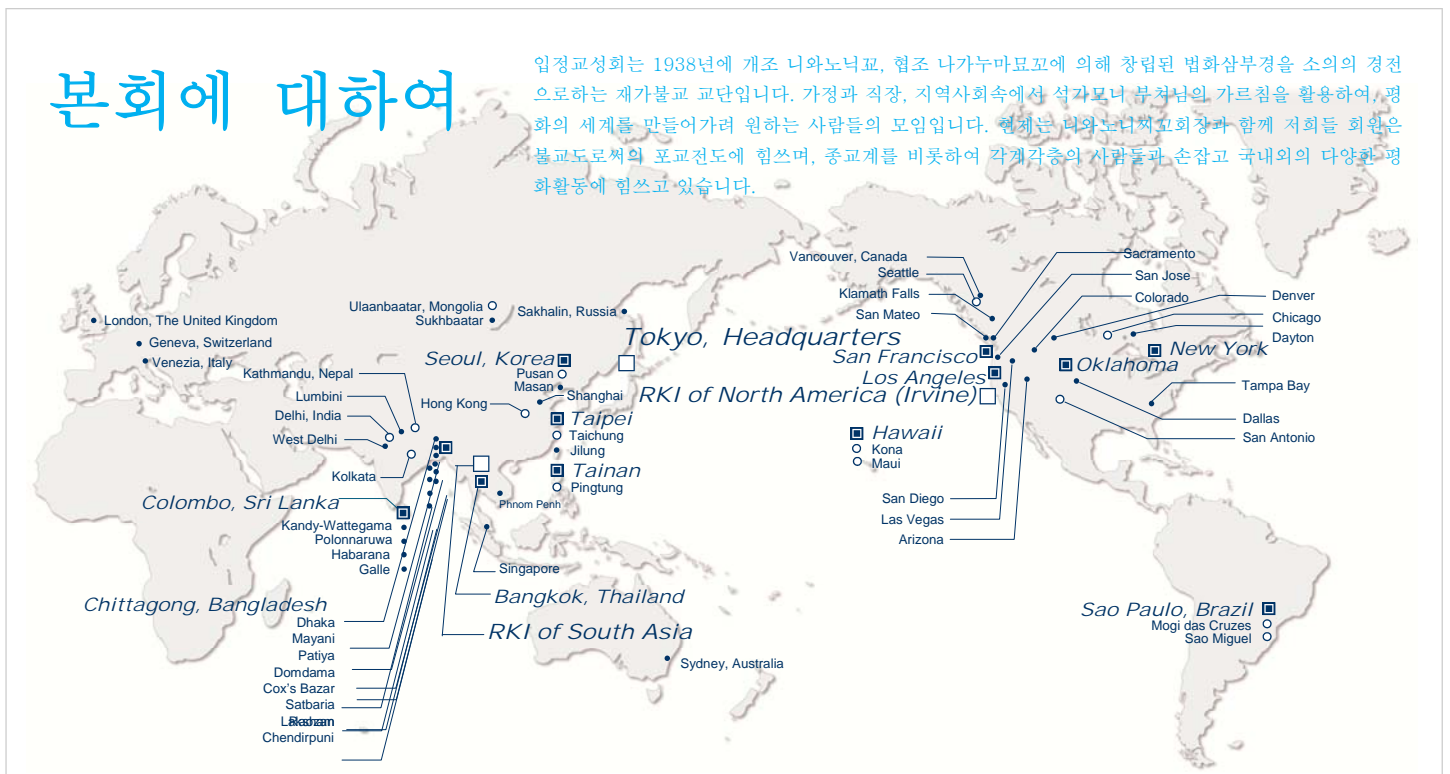 본회에 대하여
입정교성회는 1938년에 개조 니와노닉쿄, 협조 나가누마묘꼬에 의해 창립된 법화삼부경을 소의의 경전
으로하는 재가불교 교단입니다. 가정과 직장, 지역사회속에서 석가모니 부처님의 가르침을 활용하여, 평
화의 세계를 만들어가려 원하는 사람들의 모임입니다. 현재는 니와노니찌코회장과 함께 저희들 회원은
불교도로써의 포교전도에 힘쓰며, 종교계를 비롯하여 각계각층의 사람들과 손잡고 국내외의 다양한 평
화활동에 힘쓰고 있습니다.
London, The United Kingdom
Geneva, Switzerland
Venezia, Italy
Ulaanbaatar, Mongolia
Sukhbaatar
Sakhalin, Russia
Tokyo, Headquarters
Seoul, Korea
Pusan
Masan
Shanghai
Hong Kong
Kathmandu, Nepal
Lumbini
Delhi, India
West Delhi
Kolkata
Taipei
Taichung
Jilung
Tainan
Pingtung
Phnom Penh
Colombo, Sri Lanka
Kandy-Wattegama
Polonnaruwa
Habarana
Galle
Singapore
Bangkok, Thailand
RKI of South Asia
Chittagong, Bangladesh
Dhaka
Mayani
Patiya
Domdama
Cox's Bazar
Satbaria
Chendirpuni
Sydney, Australia
Vancouver, Canada
Seattle
Klamath Falls
San Mateo
San Francisco
Los Angeles
RKI of North America (Irvine)
Hawaii
Kona
Maui
San Diego
Las Vegas
Arizona
Sacramento
San Jose
Colorado
Denver
Chicago
Dayton
New York
Oklahoma
Tampa Bay
Dallas
San Antonio
Sao Paulo, Brazil
Mogi das Cruzes
Sao Miguel